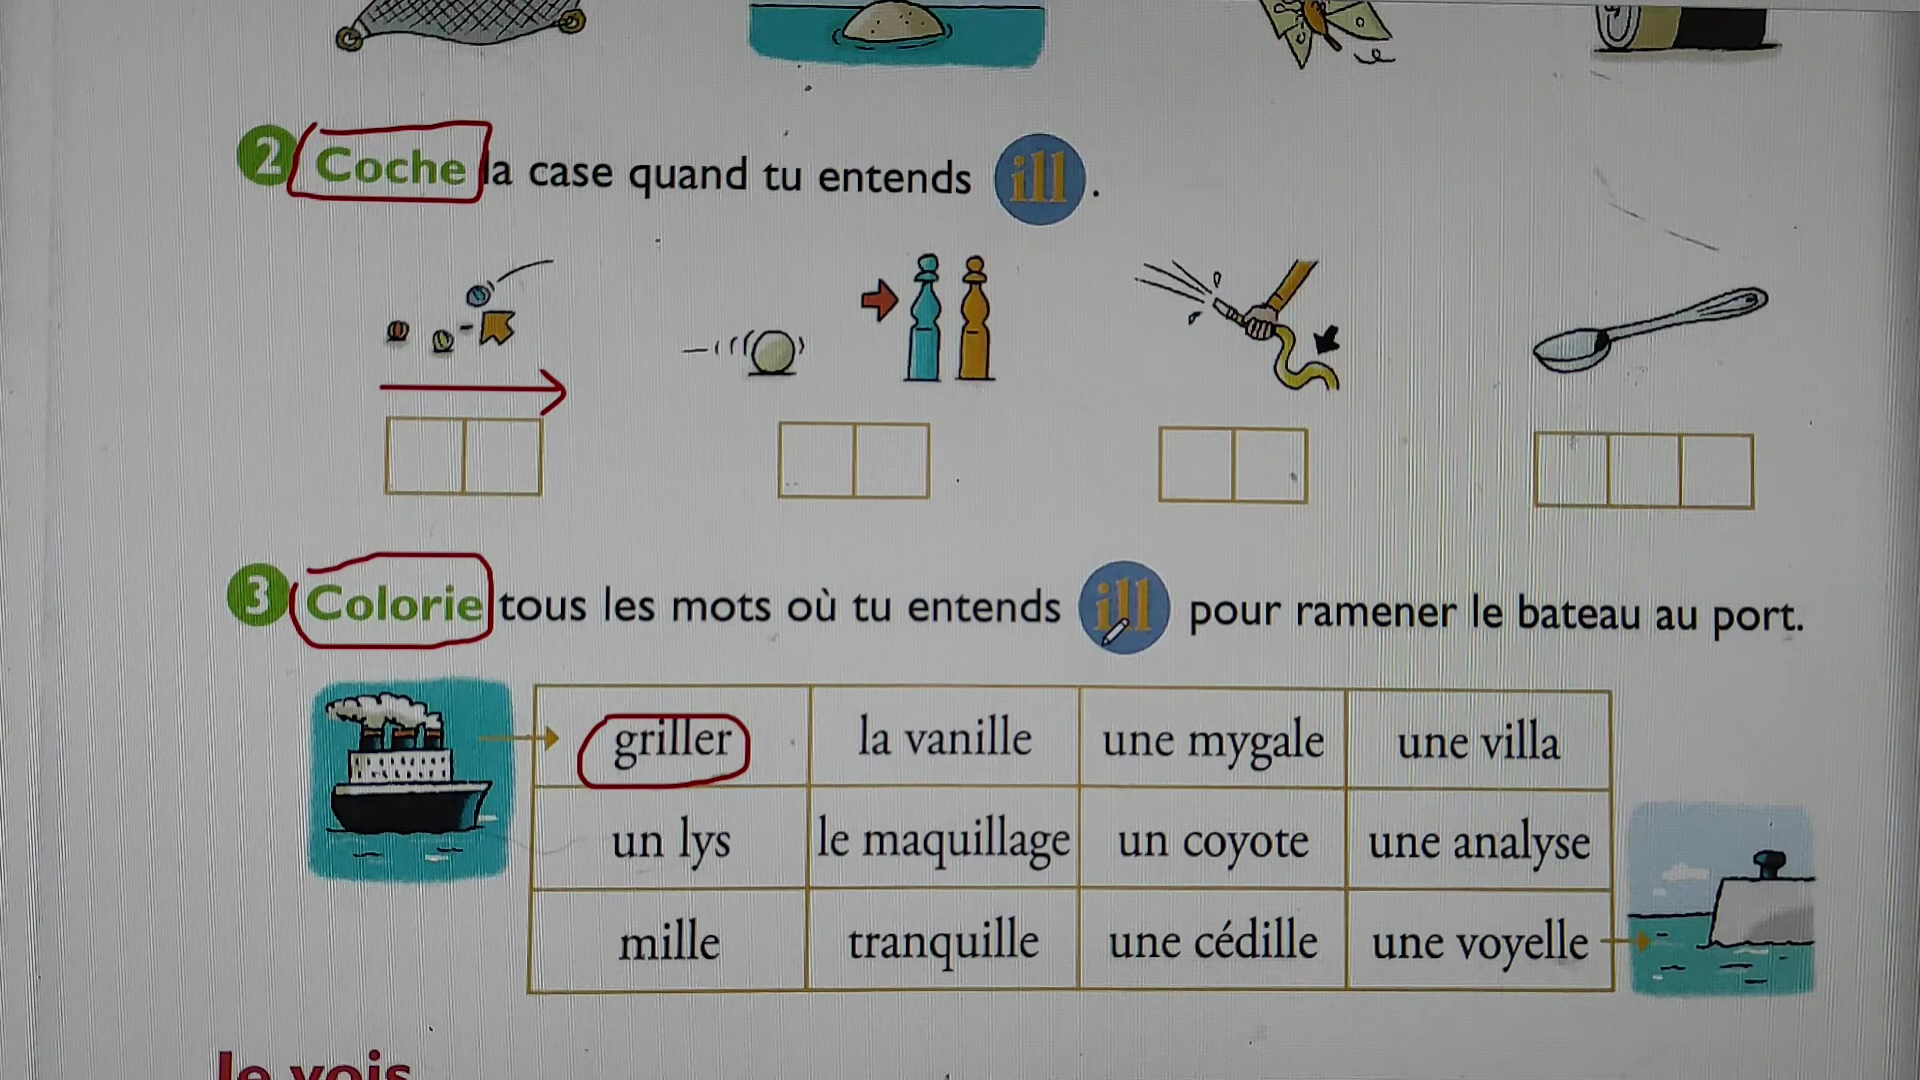 2 Coche la case quand tu entends ill.
3 Colorie tous les mots où tu entends ill pour ramener le bateau au port.
griller la vanille une mygale une villa
un lys le maquillage un coyote une analyse
mille tranquille une cédille une voyelle
Je vois